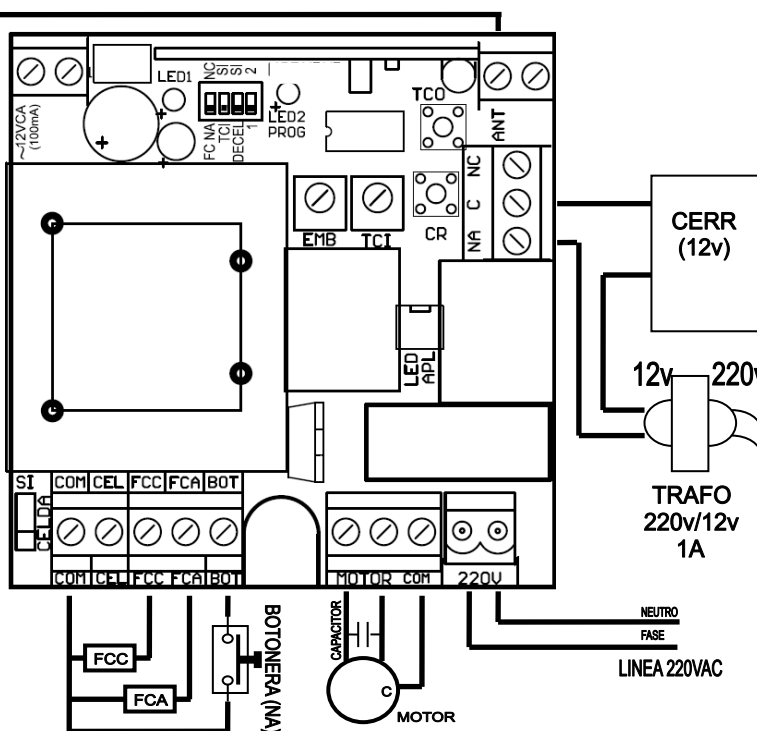 LED1
NC
SI
SI
2
FC NA
TCI
DECEL
1
LED2
PROG
TCO
ANT
~12VCA
(100mA)
NC
C
NA
EMB
TCI
CR
CERR
(12v)
LED
APL
12v
220v
TRAFO
220v/12v
1A
SI
CELDA
COM CEL FCC FCA BOT
COM CEL FCC FCA BOT
MOTOR COM
220V
FCC
FCA
BOTONERA (NA)
CAPACITOR
C
MOTOR
NEUTRO
FASE
LINEA 220VAC